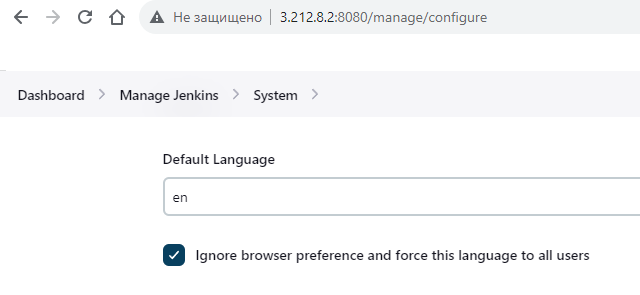 Не защищено 3.212.8.2:8080/manage/configure
Dashboard Manage Jenkins System
Default Language
en
Ignore browser preference and force this language to all users